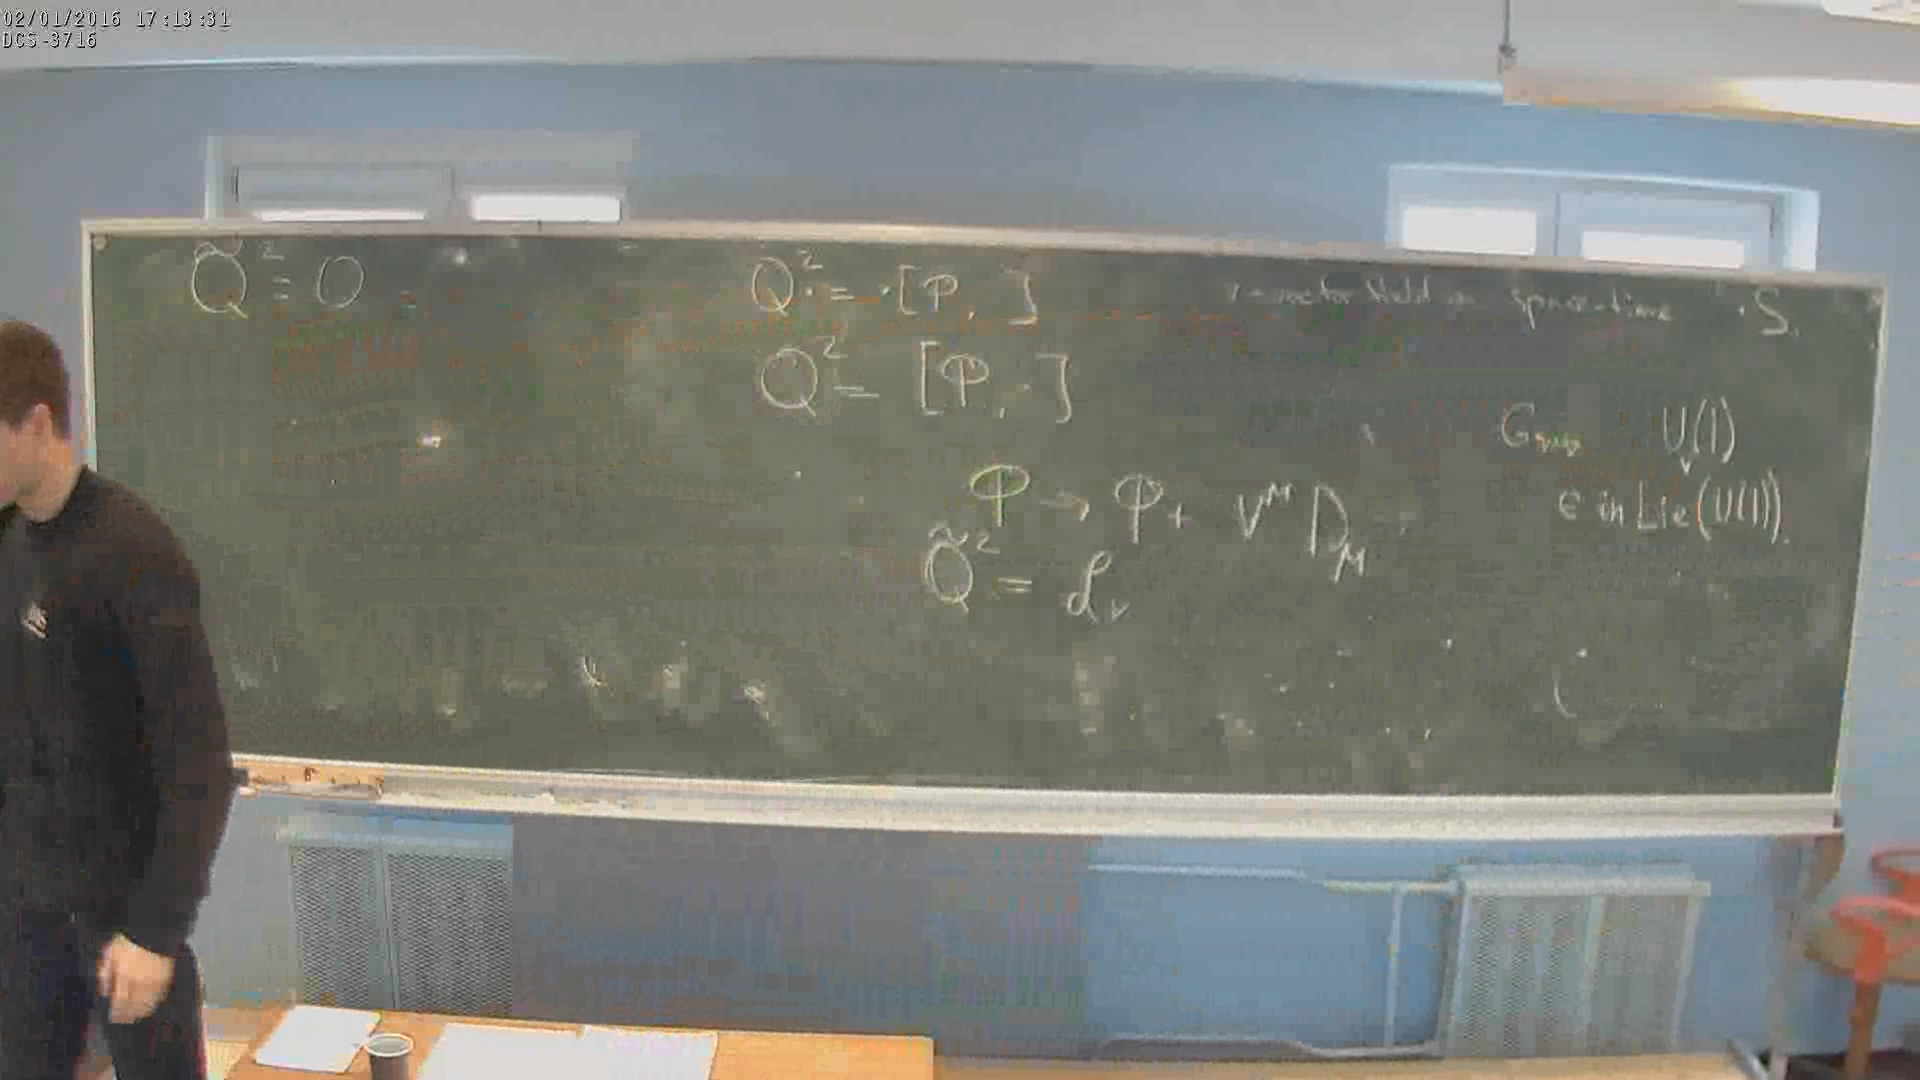 02/01/2016 17:13:31
DCS-3716
Q̃² = 0
Q² = [φ, ]
v - vector field on space-time
S.
Q² = [φ, ·]
G
U(1)
φ → φ + V^μ D_μ
ϵ in Lie(U(1)).
Q̃² = ℒ_v